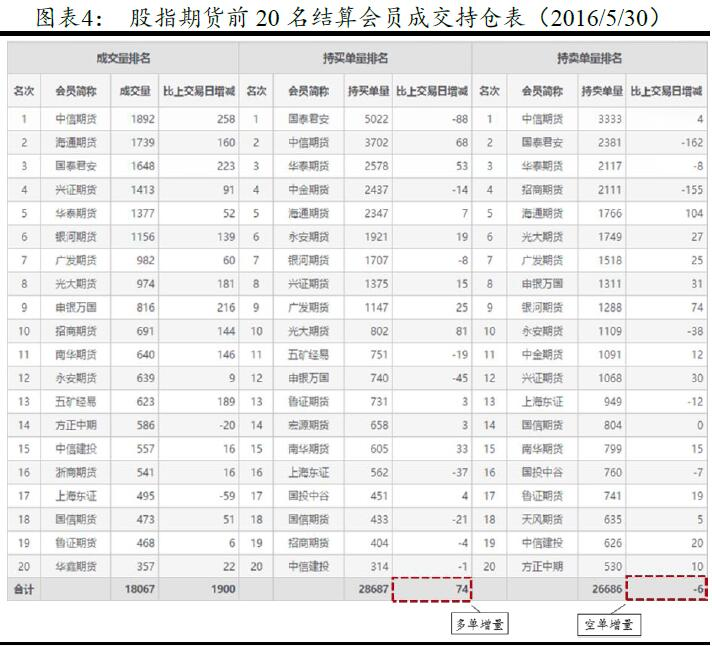 图表4： 股指期货前 20 名结算会员成交持仓表（2016/5/30）
成交量排名 持买单量排名 持卖单量排名
名次 会员简称 成交量 比上交易日增减 名次 会员简称 持买单量 比上交易日增减 名次 会员简称 持卖单量 比上交易日增减
1 中信期货 1892 258 1 国泰君安 5022 -88 1 中信期货 3333 4
2 海通期货 1739 160 2 中信期货 3702 68 2 国泰君安 2381 -162
3 国泰君安 1648 223 3 华泰期货 2578 53 3 华泰期货 2117 -8
4 兴证期货 1413 91 4 中金期货 2437 -14 4 招商期货 2111 -155
5 华泰期货 1377 52 5 海通期货 2347 7 5 海通期货 1766 104
6 银河期货 1156 139 6 永安期货 1921 19 6 光大期货 1749 27
7 广发期货 982 60 7 银河期货 1707 -8 7 广发期货 1518 25
8 光大期货 974 181 8 兴证期货 1375 15 8 申银万国 1311 31
9 申银万国 816 216 9 广发期货 1147 25 9 银河期货 1288 74
10 招商期货 691 144 10 光大期货 802 81 10 永安期货 1109 -38
11 南华期货 640 146 11 五矿经易 751 -19 11 中金期货 1091 12
12 永安期货 639 9 12 申银万国 740 -45 12 兴证期货 1068 30
13 五矿经易 623 189 13 鲁证期货 731 3 13 上海东证 949 -12
14 方正中期 586 -20 14 宏源期货 658 3 14 国信期货 804 0
15 中信建投 557 16 15 南华期货 605 33 15 南华期货 799 15
16 浙商期货 541 16 16 上海东证 562 -37 16 国投中谷 760 -7
17 上海东证 495 -59 17 国投中谷 451 4 17 鲁证期货 741 19
18 国信期货 473 51 18 国信期货 433 -21 18 天风期货 635 5
19 鲁证期货 468 6 19 招商期货 404 -4 19 中信建投 626 20
20 华鑫期货 357 22 20 中信建投 314 -1 20 方正中期 530 10
合计 18067 1900 28687 74 26686 -6
多单增量 空单增量